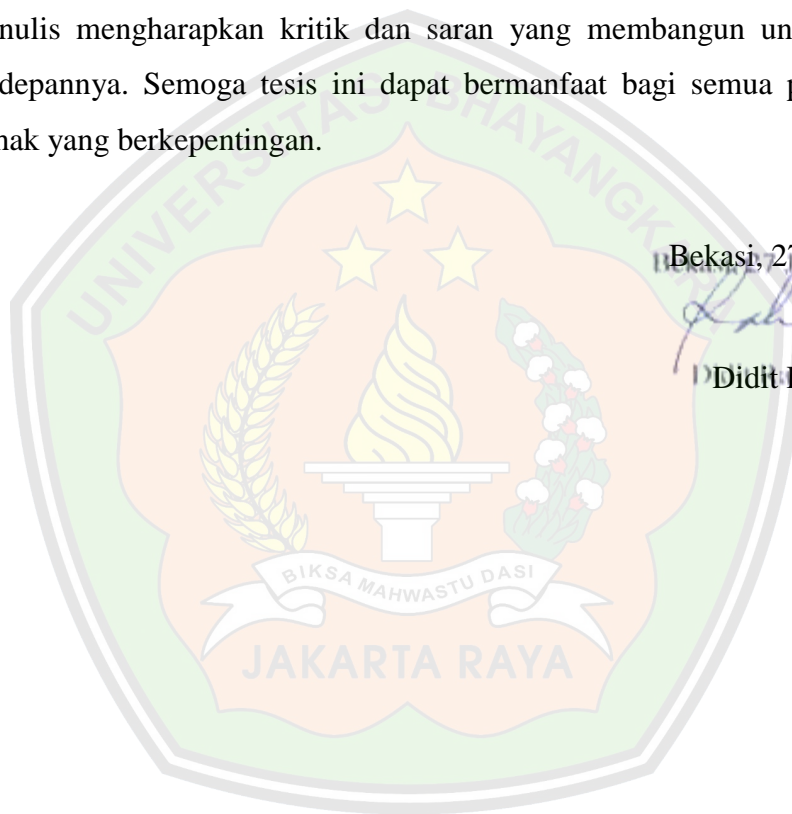 nulis mengharapkan kritik dan saran yang membangun un
depannya. Semoga tesis ini dapat bermanfaat bagi semua p
nak yang berkepentingan.
Bekasi, 27
Didit
UNIVERSITAS BHAYANGKARA
BIKSA MAHWASTU DASI
JAKARTA RAYA